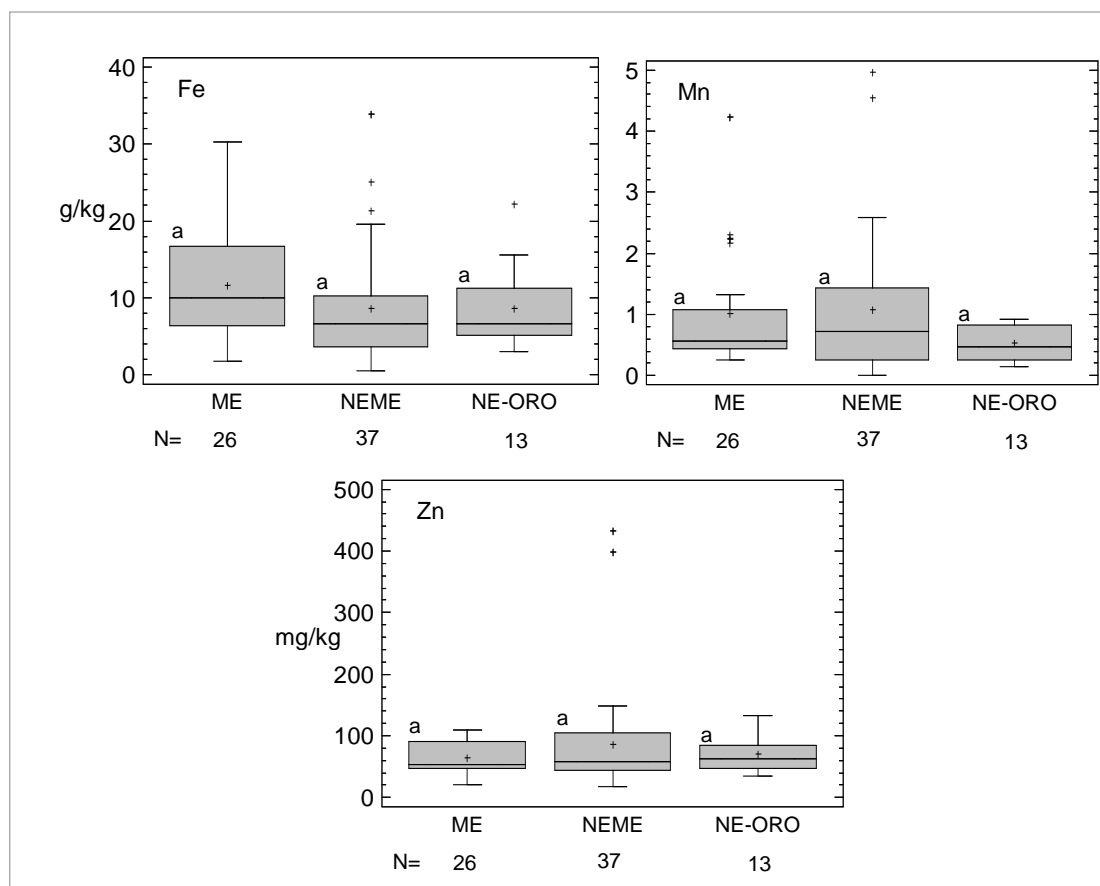 40
Fe
30
g/kg
20
a
a
a
10
0
ME NEME NE-ORO
N= 26 37 13
5
Mn
4
3
2
a
a
a
1
0
ME NEME NE-ORO
N= 26 37 13
500
Zn
400
300
mg/kg
200
a
a
a
100
0
ME NEME NE-ORO
N= 26 37 13